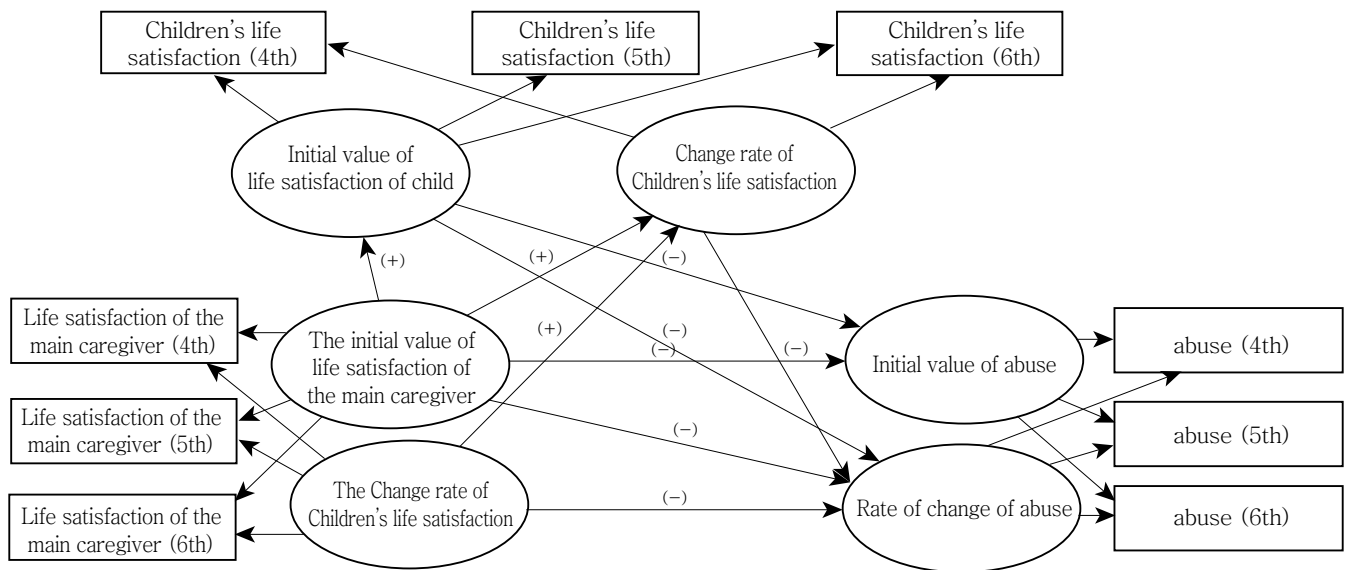 Children's life
satisfaction (4th)
Children's life
satisfaction (5th)
Children's life
satisfaction (6th)
Initial value of
life satisfaction of child
Change rate of
Children's life satisfaction
(+)
(+)
(−)
Life satisfaction of the
main caregiver (4th)
The initial value of
life satisfaction of
the main caregiver
(+)
(−)
(−)
(−)
Initial value of abuse
abuse (4th)
Life satisfaction of the
main caregiver (5th)
(−)
abuse (5th)
Life satisfaction of the
main caregiver (6th)
The Change rate of
Children's life satisfaction
(−)
Rate of change of abuse
abuse (6th)